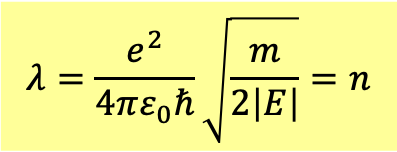 λ = e² / 4πε₀ħ √(m / 2|E|) = n